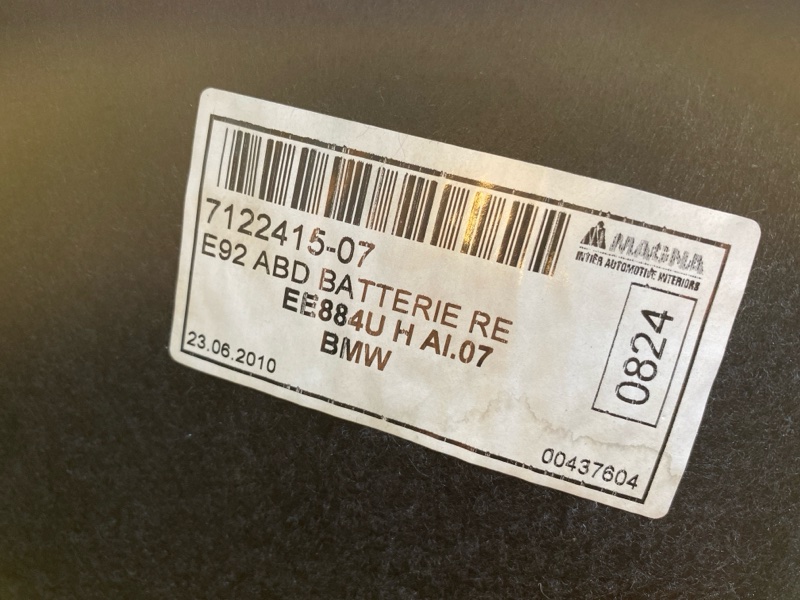 7122415-07
E92 ABD BATTERIE RE
EE884U H AI.07
BMW
23.06.2010
MAGNA
INTIER AUTOMOTIVE INTERIORS
0824
00437604